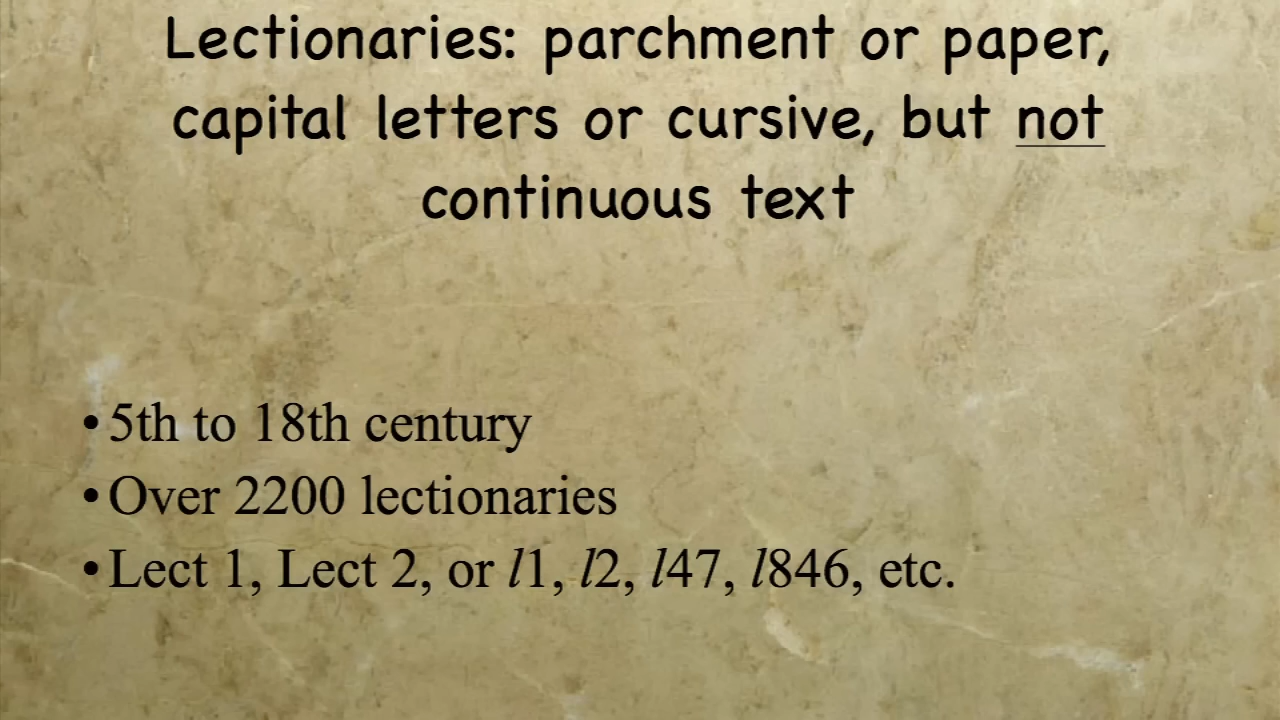 Lectionaries: parchment or paper,
capital letters or cursive, but not
continuous text
• 5th to 18th century
• Over 2200 lectionaries
• Lect 1, Lect 2, or l1, l2, l47, l846, etc.